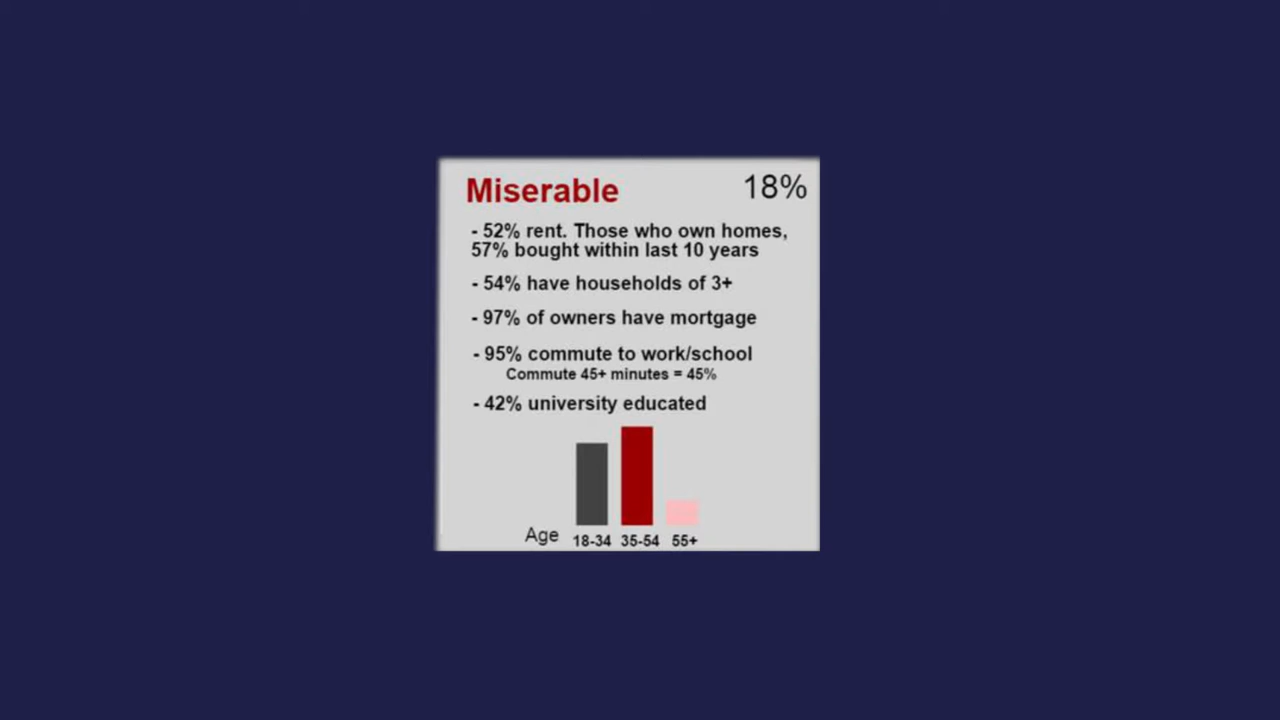 Miserable 18%
- 52% rent. Those who own homes,
57% bought within last 10 years
- 54% have households of 3+
- 97% of owners have mortgage
- 95% commute to work/school
Commute 45+ minutes = 45%
- 42% university educated
Age 18-34 35-54 55+